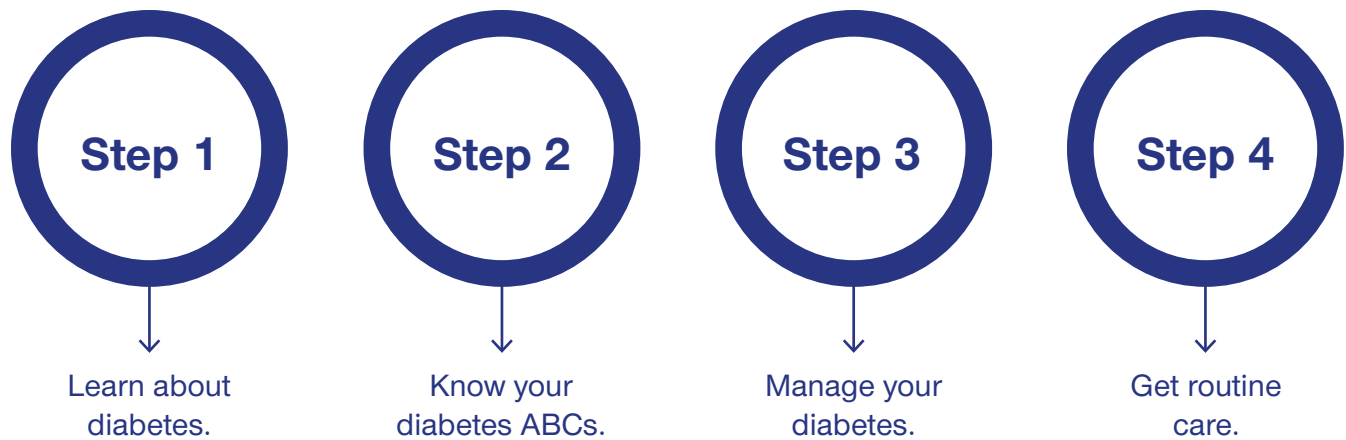 Step 1
Learn about
diabetes.
Step 2
Know your
diabetes ABCs.
Step 3
Manage your
diabetes.
Step 4
Get routine
care.